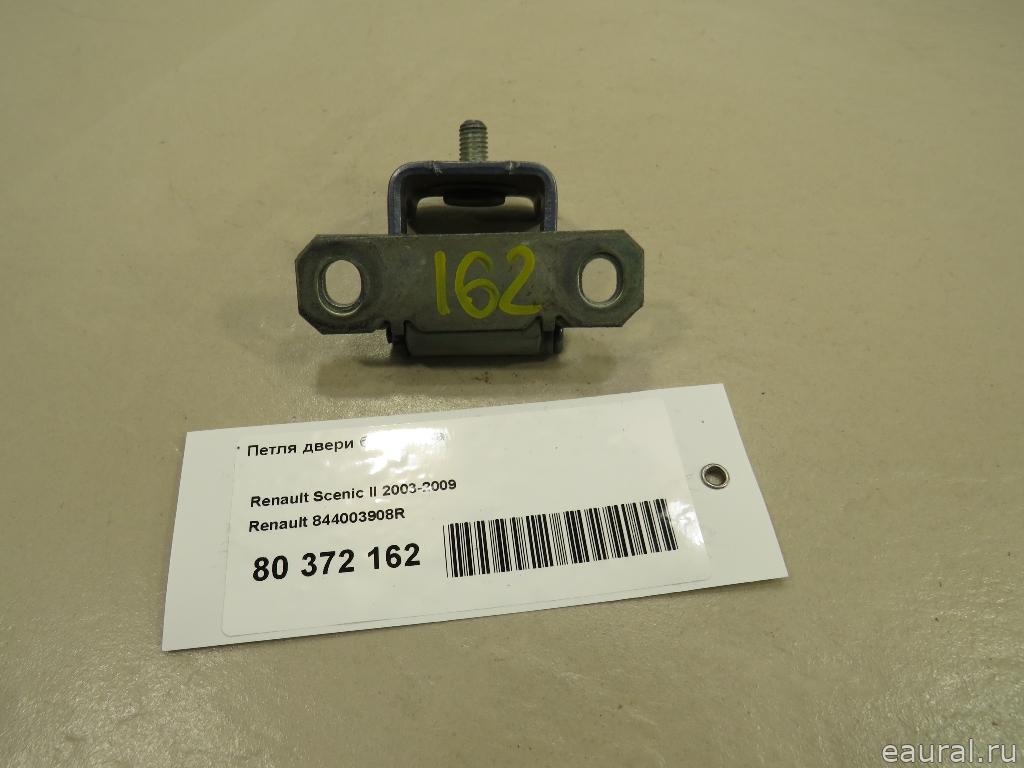 162
Петля двери
Renault Scenic II 2003-2009
Renault 844003908R
80 372 162
eaural.ru